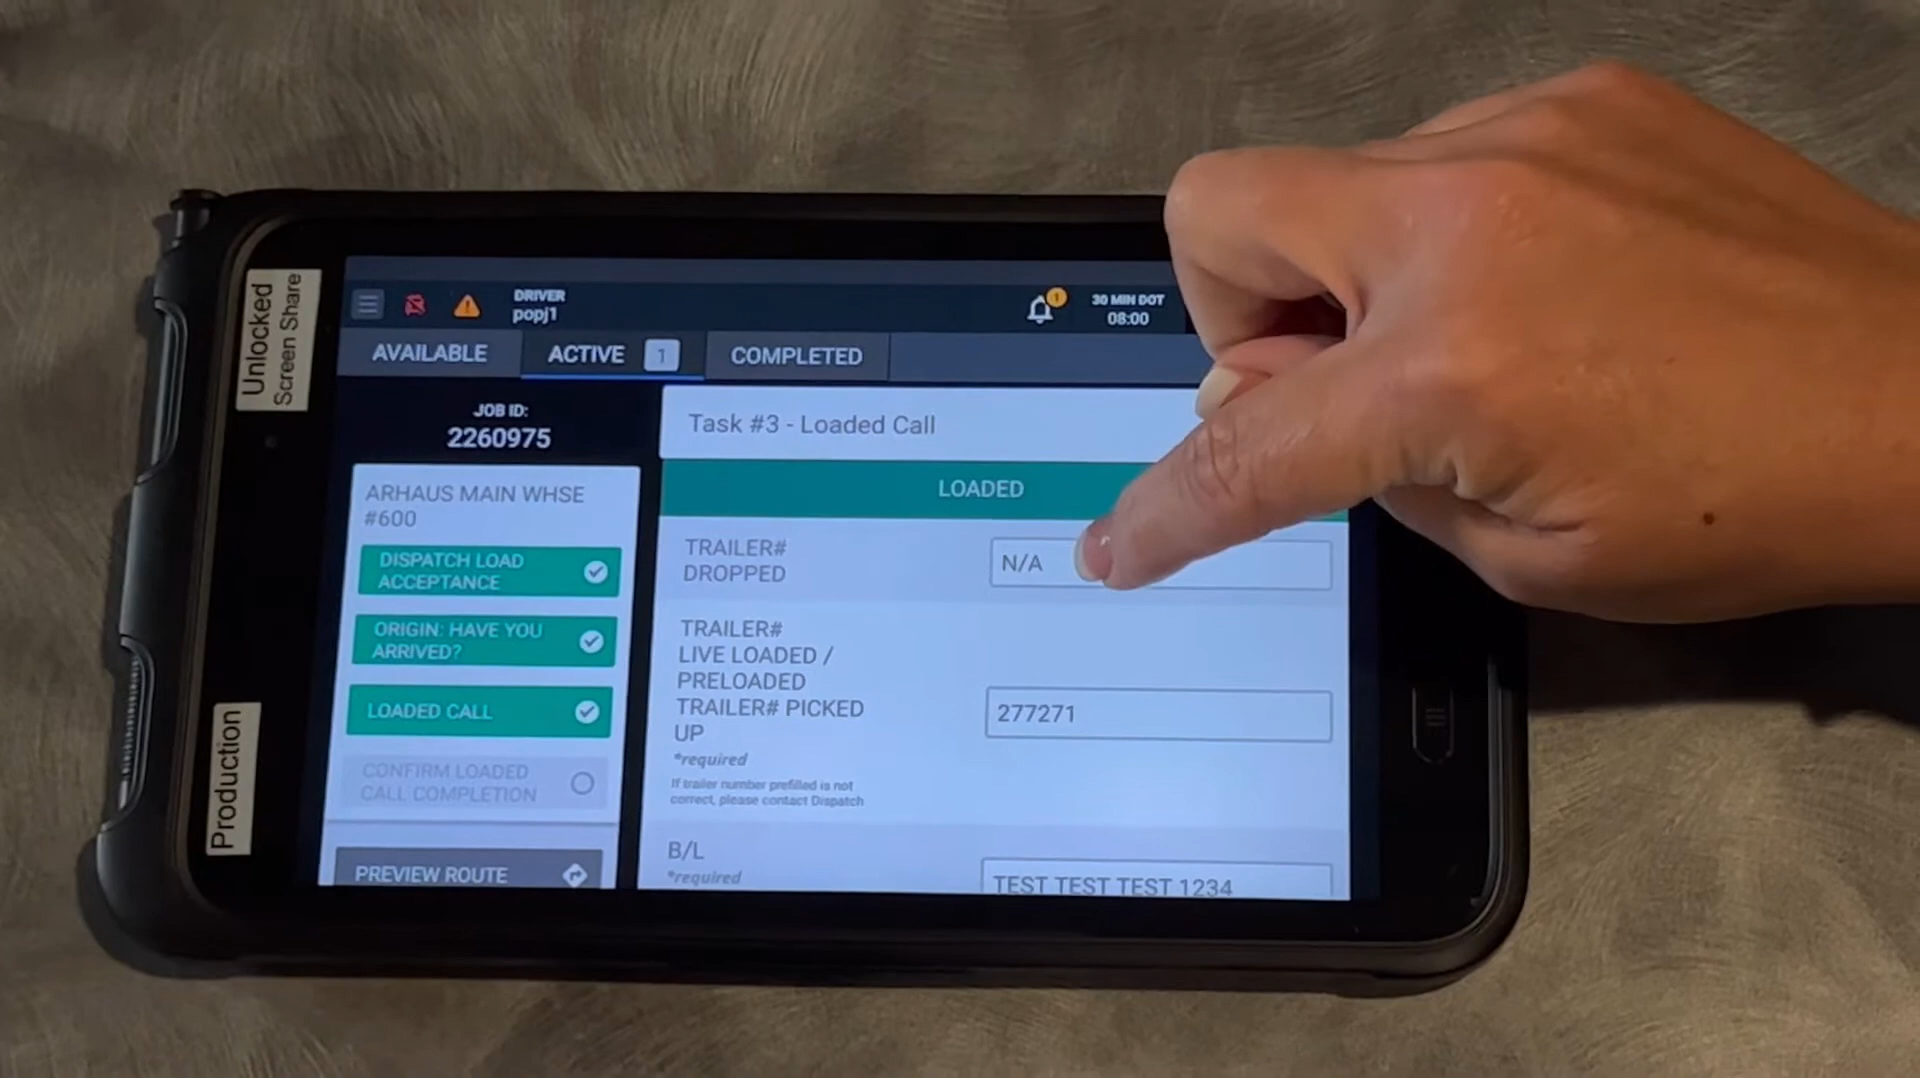 Unlocked
Screen Share
Production
DRIVER
popj1
30 MIN DOT
08:00
AVAILABLE
ACTIVE 1
COMPLETED
JOB ID:
2260975
ARHAUS MAIN WHSE
#600
DISPATCH LOAD
ACCEPTANCE
ORIGIN: HAVE YOU
ARRIVED?
LOADED CALL
CONFIRM LOADED
CALL COMPLETION
PREVIEW ROUTE
Task #3 - Loaded Call
LOADED
TRAILER#
DROPPED
N/A
TRAILER#
LIVE LOADED /
PRELOADED
TRAILER# PICKED
UP
277271
*required
If trailer number prefilled is not
correct, please contact Dispatch
B/L
*required
TEST TEST TEST 1234